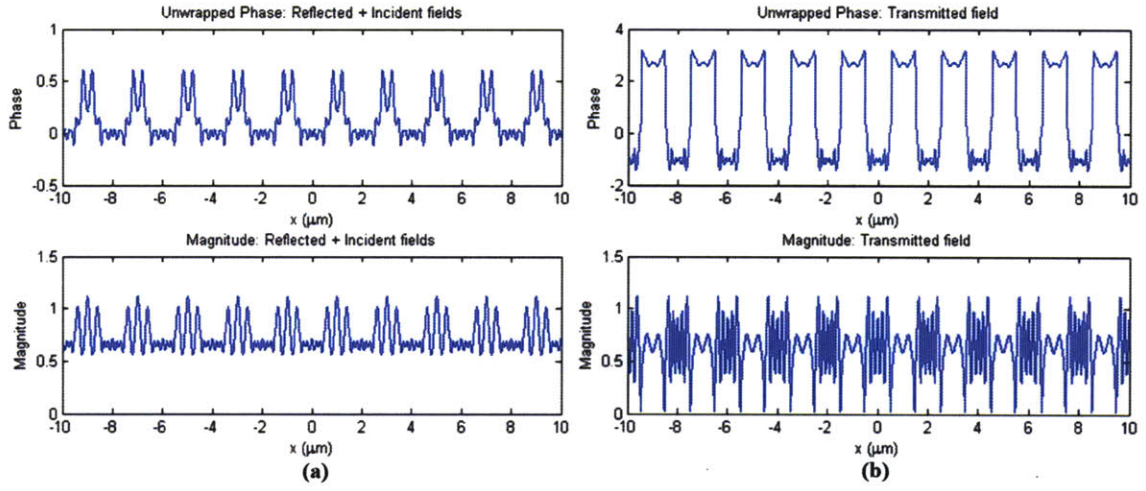 Unwrapped Phase: Reflected + Incident fields
1
0.5
0
-0.5
Phase
-10 -8 -6 -4 -2 0 2 4 6 8 10
x (μm)
Magnitude: Reflected + Incident fields
1.5
1
0.5
0
Magnitude
-10 -8 -6 -4 -2 0 2 4 6 8 10
x (μm)
(a)
Unwrapped Phase: Transmitted field
4
2
0
-2
Phase
-10 -8 -6 -4 -2 0 2 4 6 8 10
x (μm)
Magnitude: Transmitted field
1.5
1
0.5
0
Magnitude
-10 -8 -6 -4 -2 0 2 4 6 8 10
x (μm)
(b)